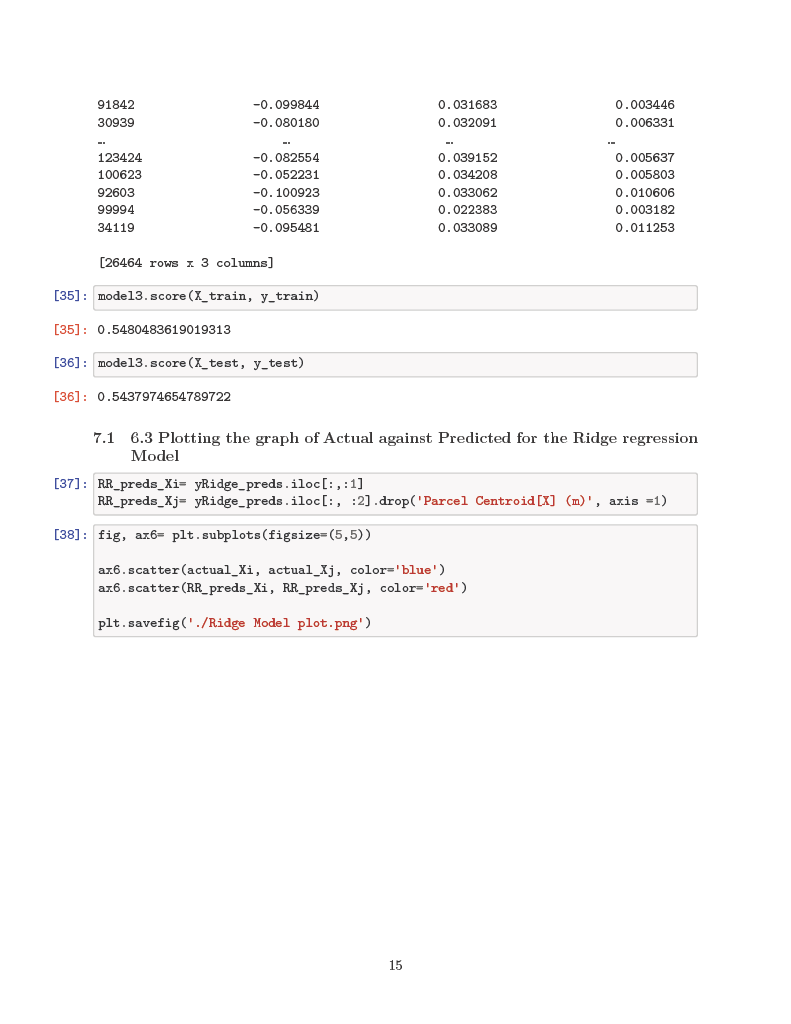 91842 -0.099844 0.031683 0.003446
30939 -0.080180 0.032091 0.006331
… … … …
123424 -0.082554 0.039152 0.005637
100623 -0.052231 0.034208 0.005803
92603 -0.100923 0.033062 0.010606
99994 -0.056339 0.022383 0.003182
34119 -0.095481 0.033089 0.011253
[26464 rows x 3 columns]
[35]: model3.score(X_train, y_train)
[35]: 0.5480483619019313
[36]: model3.score(X_test, y_test)
[36]: 0.5437974654789722
7.1 6.3 Plotting the graph of Actual against Predicted for the Ridge regression
Model
[37]: RR_preds_Xi= yRidge_preds.iloc[:,:1]
RR_preds_Xj= yRidge_preds.iloc[:, :2].drop('Parcel Centroid[X] (m)', axis =1)
[38]: fig, ax6= plt.subplots(figsize=(5,5))
ax6.scatter(actual_Xi, actual_Xj, color='blue')
ax6.scatter(RR_preds_Xi, RR_preds_Xj, color='red')
plt.savefig('./Ridge Model plot.png')
15